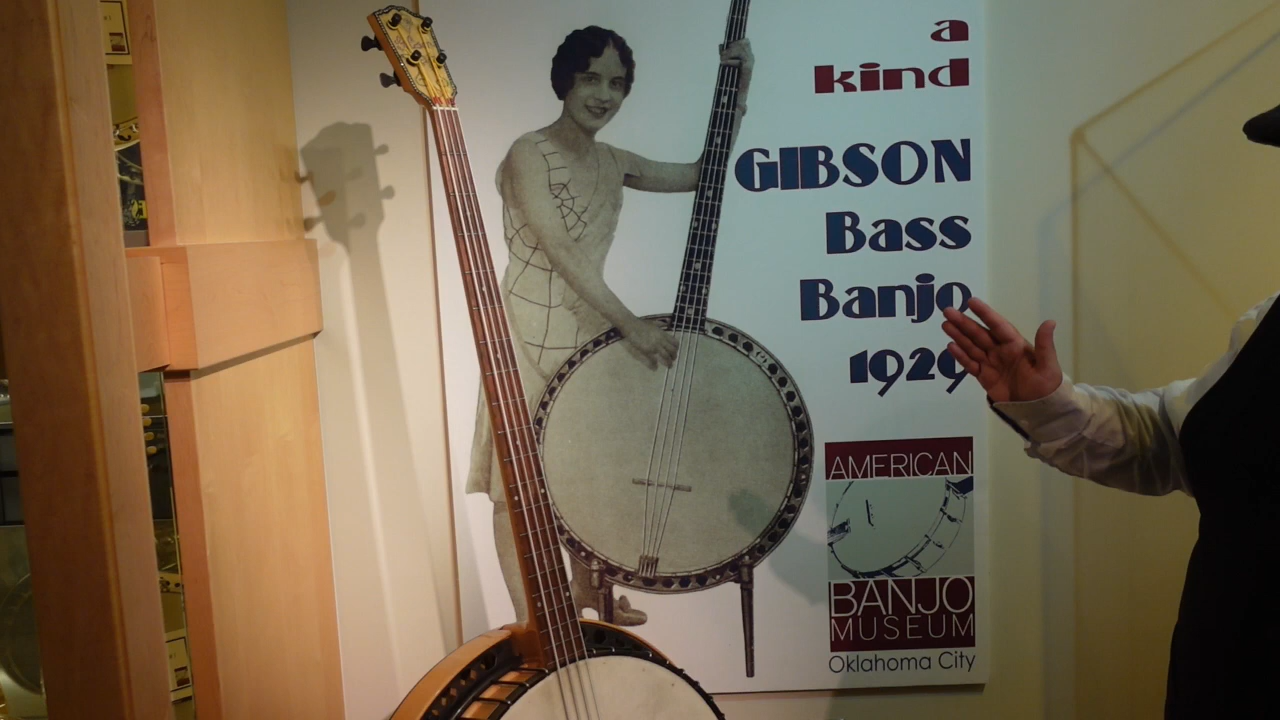 a
kind
GIBSON
Bass
Banjo
1929
AMERICAN
BANJO
MUSEUM
Oklahoma City